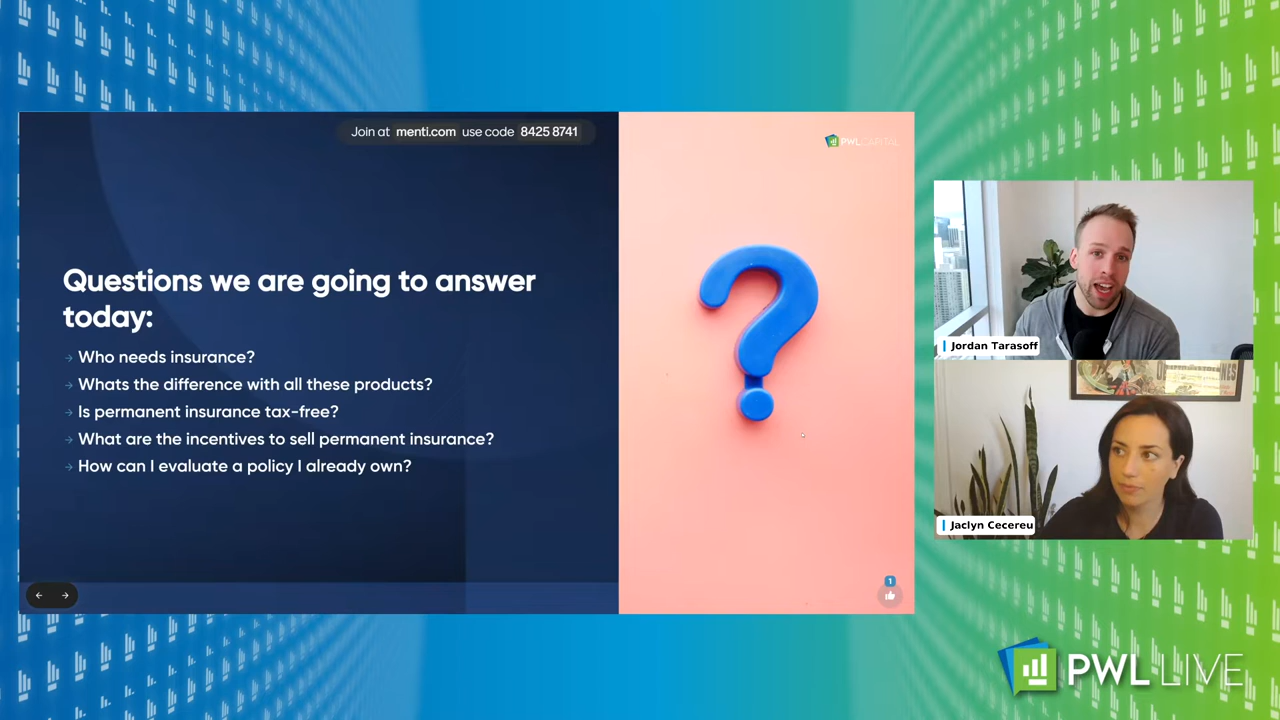 Join at menti.com use code 8425 8741
PWL CAPITAL
Questions we are going to answer
today:
→ Who needs insurance?
→ Whats the difference with all these products?
→ Is permanent insurance tax-free?
→ What are the incentives to sell permanent insurance?
→ How can I evaluate a policy I already own?
← →
1
Jordan Tarasoff
Jaclyn Cecereu
PWL LIVE